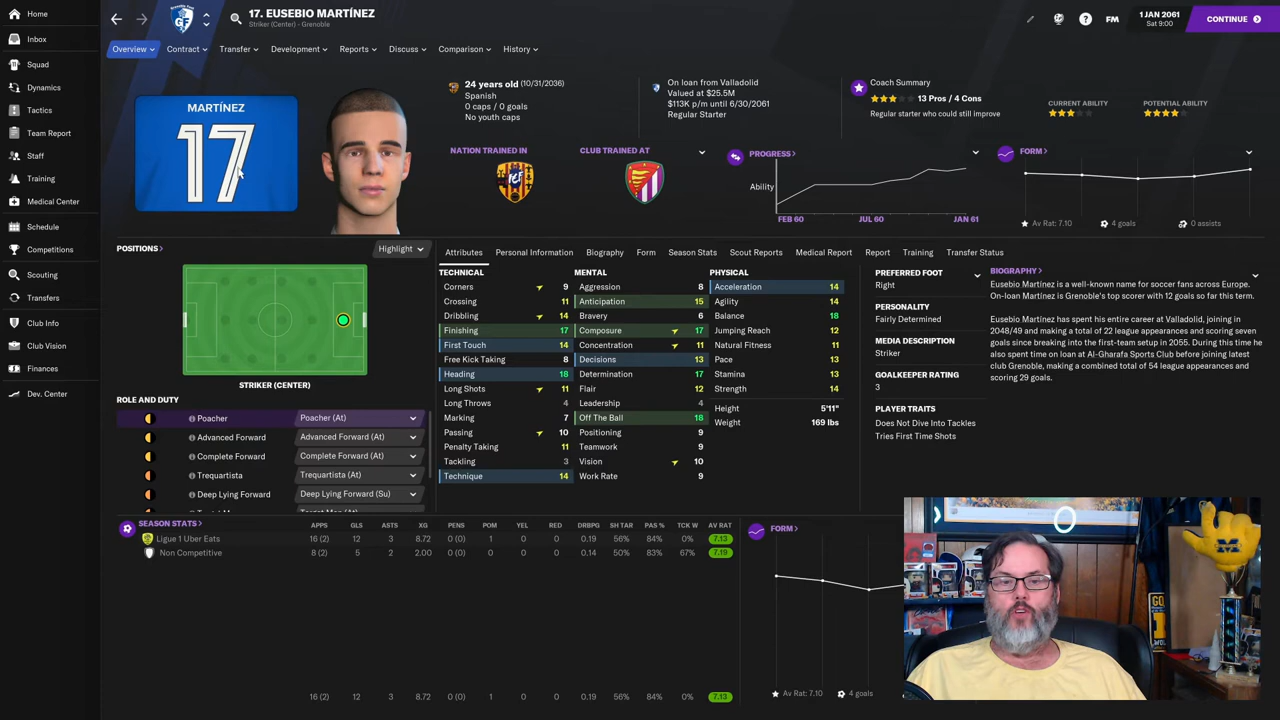 Home
Inbox
Squad
Dynamics
Tactics
Team Report
Staff
Training
Medical Center
Schedule
Competitions
Scouting
Transfers
Club Info
Club Vision
Finances
Dev. Center
17. EUSEBIO MARTÍNEZ
Striker (Center) - Grenoble
FM
1 JAN 2061
Sat 9:00
CONTINUE
Overview
Contract
Transfer
Development
Reports
Discuss
Comparison
History
MARTÍNEZ
17
24 years old (10/31/2036)
Spanish
0 caps / 0 goals
No youth caps
On loan from Valladolid
Valued at $25.5M
$113K p/m until 6/30/2061
Regular Starter
Coach Summary
13 Pros / 4 Cons
Regular starter who could still improve
CURRENT ABILITY
POTENTIAL ABILITY
NATION TRAINED IN
CLUB TRAINED AT
PROGRESS
Ability
FEB 60 JUL 60 JAN 61
FORM
Av Rat: 7.10 4 goals 0 assists
POSITIONS
Highlight
STRIKER (CENTER)
ROLE AND DUTY
Poacher Poacher (At)
Advanced Forward Advanced Forward (At)
Complete Forward Complete Forward (At)
Trequartista Trequartista (At)
Deep Lying Forward Deep Lying Forward (Su)
Attributes
Personal Information
Biography
Form
Season Stats
Scout Reports
Medical Report
Report
Training
Transfer Status
TECHNICAL
Corners 9
Crossing 11
Dribbling 14
Finishing 17
First Touch 14
Free Kick Taking 8
Heading 18
Long Shots 11
Long Throws 4
Marking 7
Passing 10
Penalty Taking 11
Tackling 3
Technique 14
MENTAL
Aggression 8
Anticipation 15
Bravery 6
Composure 17
Concentration 11
Decisions 13
Determination 17
Flair 12
Leadership 4
Off The Ball 18
Positioning 9
Teamwork 9
Vision 10
Work Rate 9
PHYSICAL
Acceleration 14
Agility 14
Balance 18
Jumping Reach 12
Natural Fitness 11
Pace 13
Stamina 13
Strength 14
Height 5'11"
Weight 169 lbs
PREFERRED FOOT
Right
PERSONALITY
Fairly Determined
MEDIA DESCRIPTION
Striker
GOALKEEPER RATING
3
PLAYER TRAITS
Does Not Dive Into Tackles
Tries First Time Shots
BIOGRAPHY
Eusebio Martínez is a well-known name for soccer fans across Europe.
On-loan Martínez is Grenoble's top scorer with 12 goals so far this term.
Eusebio Martínez has spent his entire career at Valladolid, joining in
2048/49 and making a total of 22 league appearances and scoring seven
goals since breaking into the first-team setup in 2055. During this time he
also spent time on loan at Al-Gharafa Sports Club before joining latest
club Grenoble, making a combined total of 54 league appearances and
scoring 29 goals.
SEASON STATS
APPS GLS ASTS XG PENS POM YEL RED DRBPG SH TAR PAS % TCK W AV RAT
Ligue 1 Uber Eats 16 (2) 12 3 8.72 0 (0) 1 0 0 0.19 56% 84% 0% 7.13
Non Competitive 8 (2) 5 2 2.00 0 (0) 0 0 0 0.14 50% 83% 67% 7.19
16 (2) 12 3 8.72 0 (0) 1 0 0 0.19 56% 84% 0% 7.13
FORM
Av Rat: 7.10 4 goals